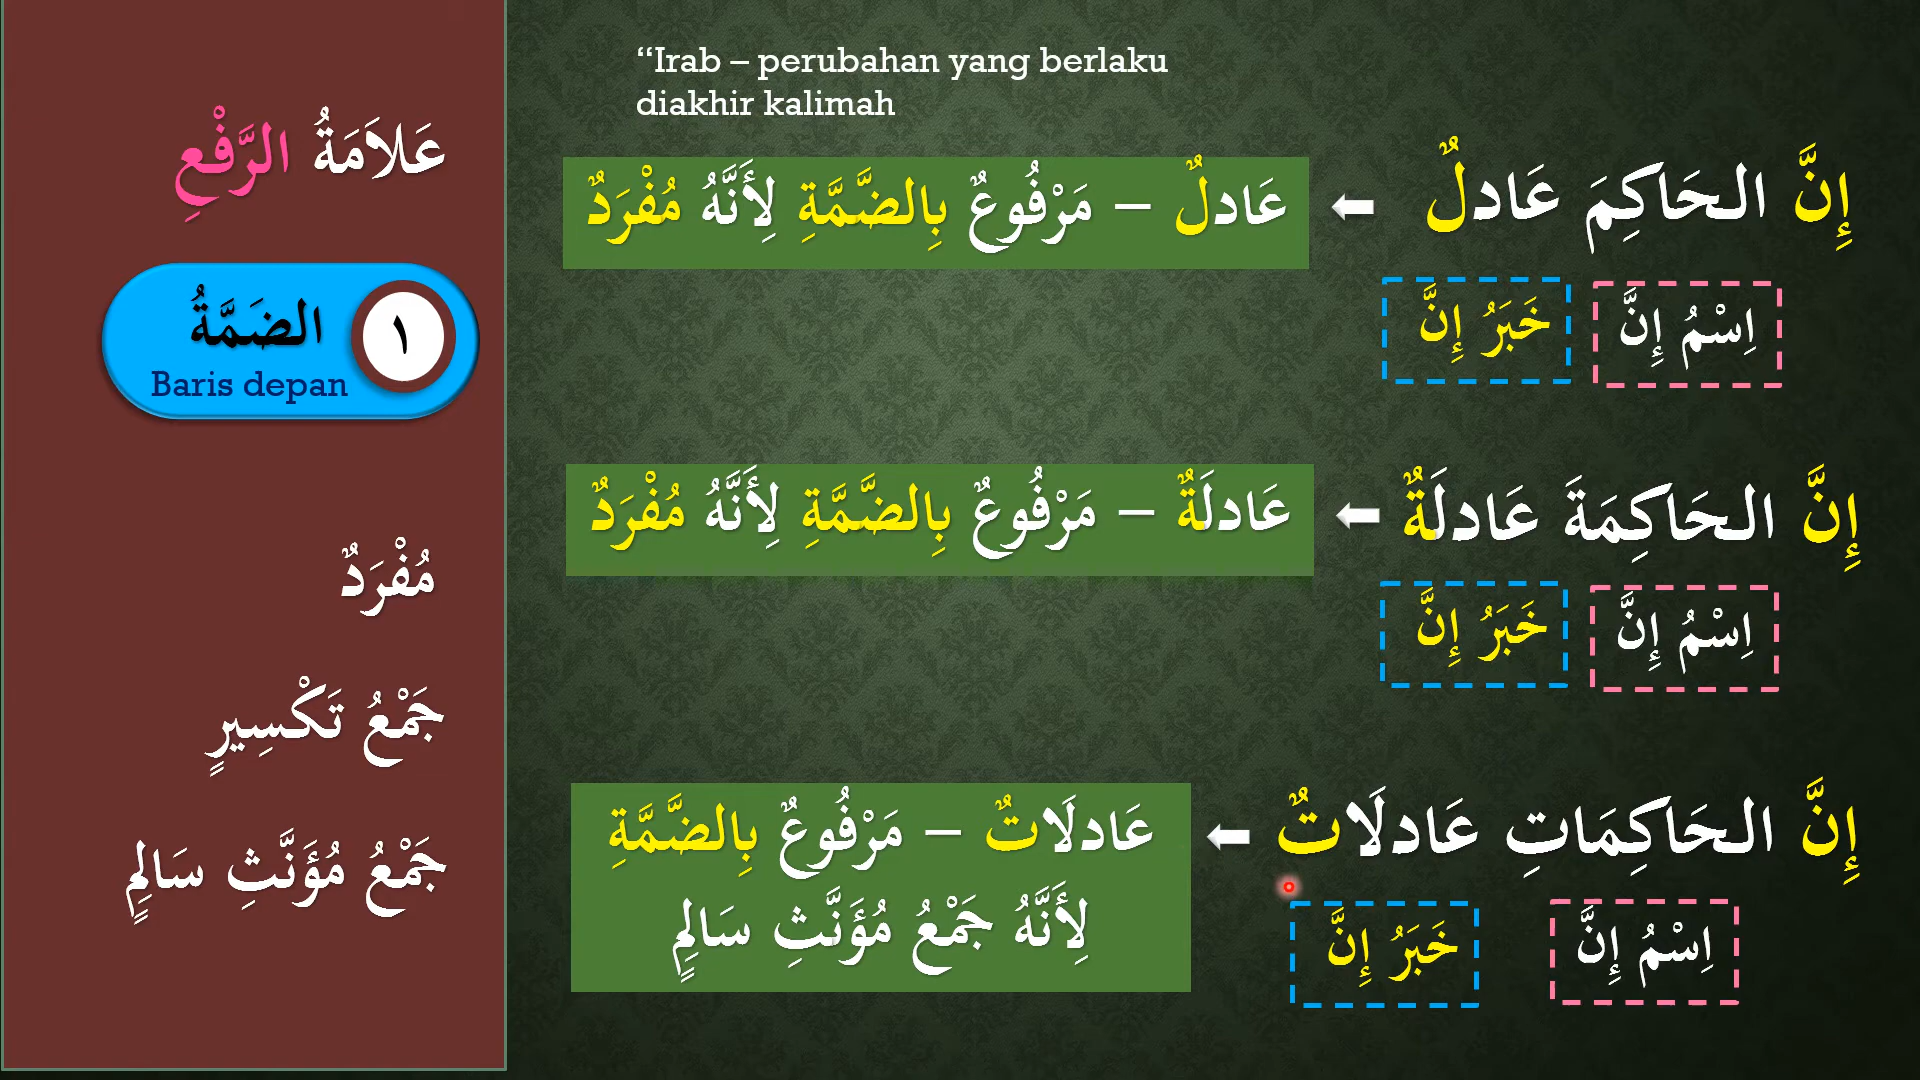 “Irab – perubahan yang berlaku
diakhir kalimah
عَلاَمَةُ الرَّفْعِ
١
الضَمَّةُ
Baris depan
مُفْرَدٌ
جَمْعُ تَكْسِيرٍ
جَمْعُ مُؤَنَّثِ سَالِمٍ
إِنَّ الحَاكِمَ عَادلٌ
عَادلٌ – مَرْفُوعٌ بِالضَّمَّةِ لِأَنَّهُ مُفْرَدٌ
اِسْمُ إِنَّ
خَبَرُ إِنَّ
إِنَّ الحَاكِمَةَ عَادلَةٌ
عَادلَةٌ – مَرْفُوعٌ بِالضَّمَّةِ لِأَنَّهُ مُفْرَدٌ
اِسْمُ إِنَّ
خَبَرُ إِنَّ
إِنَّ الحَاكِمَاتِ عَادلَاتٌ
عَادلَاتٌ – مَرْفُوعٌ بِالضَّمَّةِ
لِأَنَّهُ جَمْعُ مُؤَنَّثِ سَالِمٍ
اِسْمُ إِنَّ
خَبَرُ إِنَّ